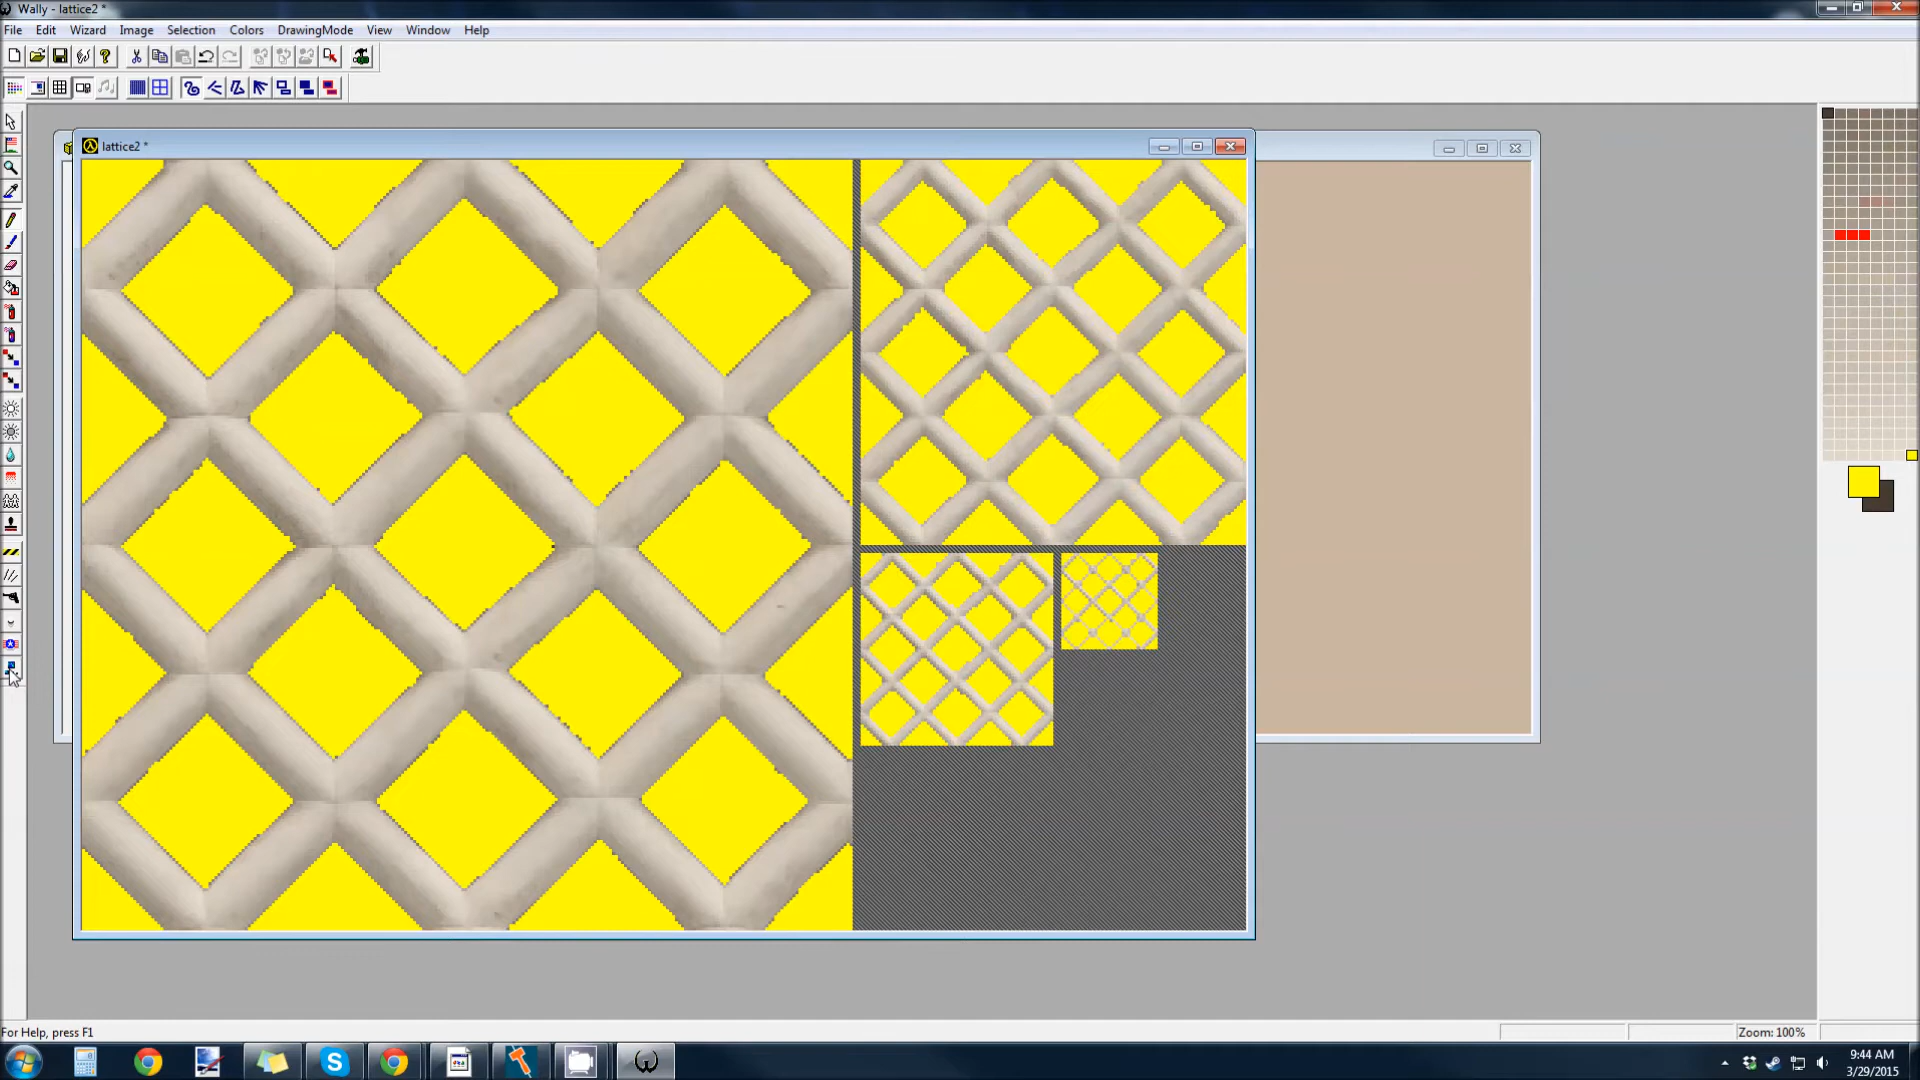 Wally - lattice2 *
File Edit Wizard Image Selection Colors DrawingMode View Window Help
lattice2 *
For Help, press F1
Zoom: 100%
9:44 AM
3/29/2015